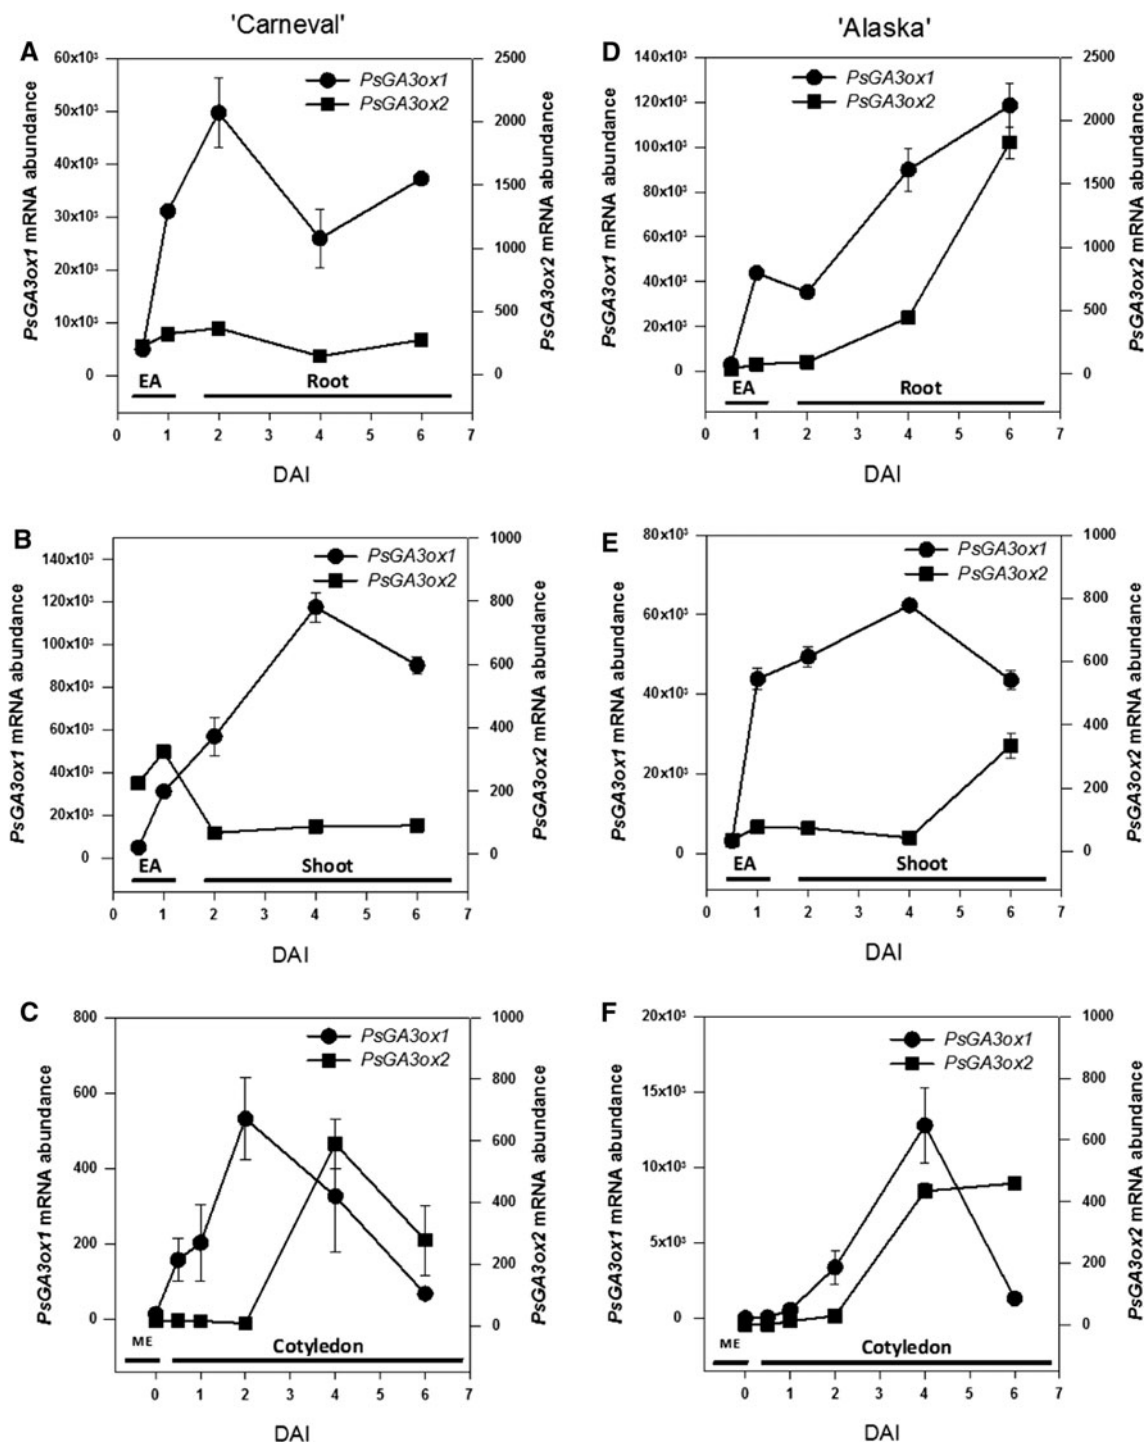 'Carneval'
A
60x10³
50x10³
40x10³
30x10³
20x10³
10x10³
0
PsGA3ox1 mRNA abundance
PsGA3ox1
PsGA3ox2
2500
2000
1500
1000
500
0
PsGA3ox2 mRNA abundance
EA
Root
0 1 2 3 4 5 6 7
DAI
B
140x10³
120x10³
100x10³
80x10³
60x10³
40x10³
20x10³
0
PsGA3ox1 mRNA abundance
PsGA3ox1
PsGA3ox2
1000
800
600
400
200
0
PsGA3ox2 mRNA abundance
EA
Shoot
0 1 2 3 4 5 6 7
DAI
C
800
600
400
200
0
PsGA3ox1 mRNA abundance
PsGA3ox1
PsGA3ox2
1000
800
600
400
200
0
PsGA3ox2 mRNA abundance
ME
Cotyledon
0 1 2 3 4 5 6 7
DAI
'Alaska'
D
140x10³
120x10³
100x10³
80x10³
60x10³
40x10³
20x10³
0
PsGA3ox1 mRNA abundance
PsGA3ox1
PsGA3ox2
2500
2000
1500
1000
500
0
PsGA3ox2 mRNA abundance
EA
Root
0 1 2 3 4 5 6 7
DAI
E
80x10³
60x10³
40x10³
20x10³
0
PsGA3ox1 mRNA abundance
PsGA3ox1
PsGA3ox2
1000
800
600
400
200
0
PsGA3ox2 mRNA abundance
EA
Shoot
0 1 2 3 4 5 6 7
DAI
F
20x10³
15x10³
10x10³
5x10³
0
PsGA3ox1 mRNA abundance
PsGA3ox1
PsGA3ox2
1000
800
600
400
200
0
PsGA3ox2 mRNA abundance
ME
Cotyledon
0 1 2 3 4 5 6 7
DAI